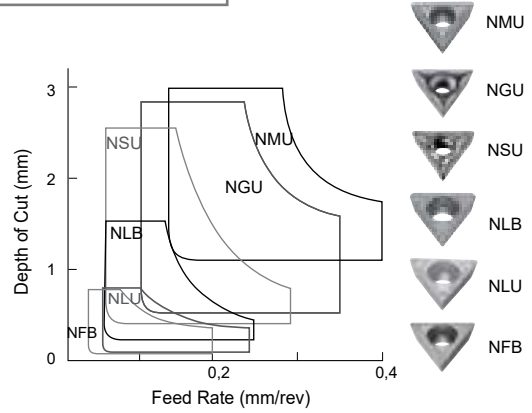 3
2
1
0
Depth of Cut (mm)
NSU
NMU
NGU
NLB
NLU
NFB
0,2
0,4
Feed Rate (mm/rev)
NMU
NGU
NSU
NLB
NLU
NFB